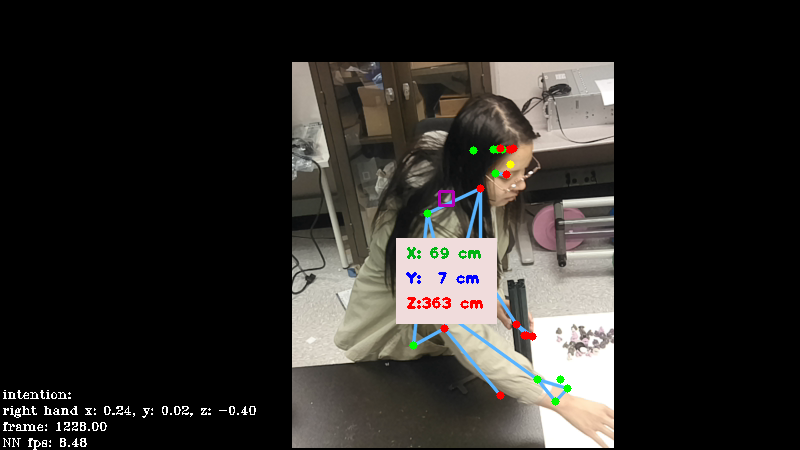 X: 69 cm
Y: 7 cm
Z:363 cm
intention:
right hand x: 0.24, y: 0.02, z: -0.40
frame: 1228.00
NN fps: 8.48